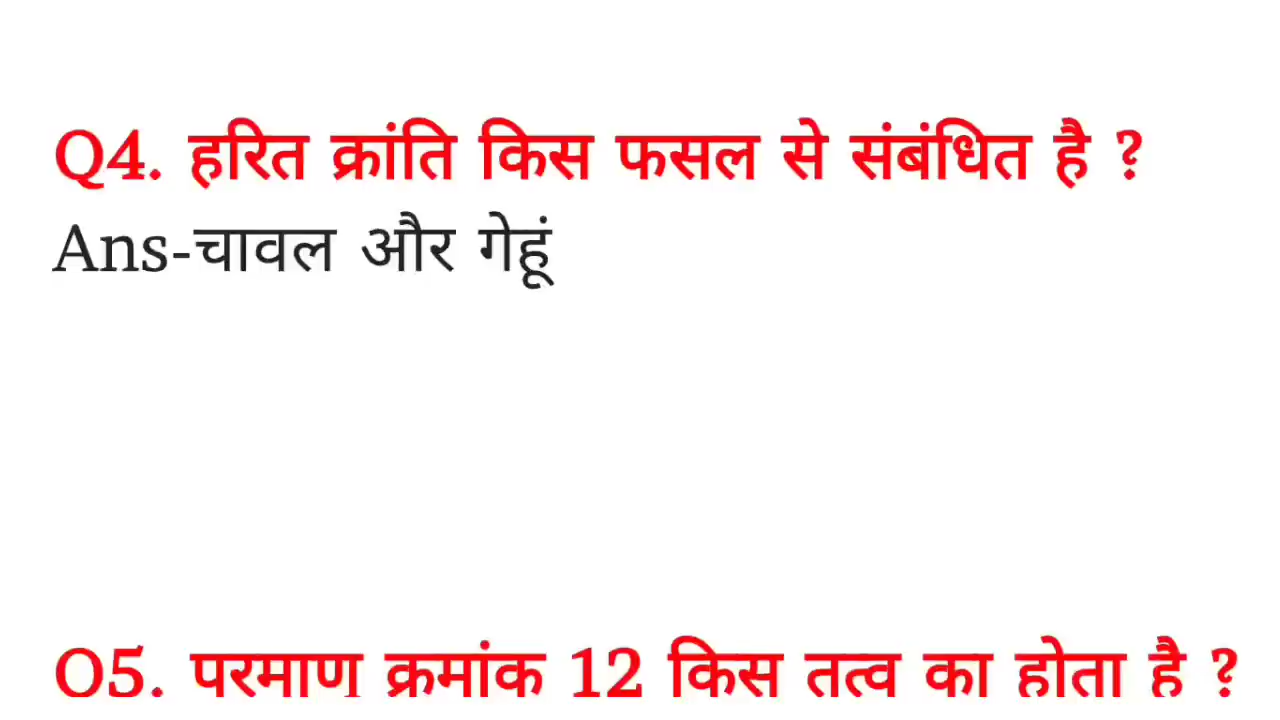 Q4. हरित क्रांति किस फसल से संबंधित है ?
Ans-चावल और गेहूं
Q5. परमाणु क्रमांक 12 किस तत्व का होता है ?